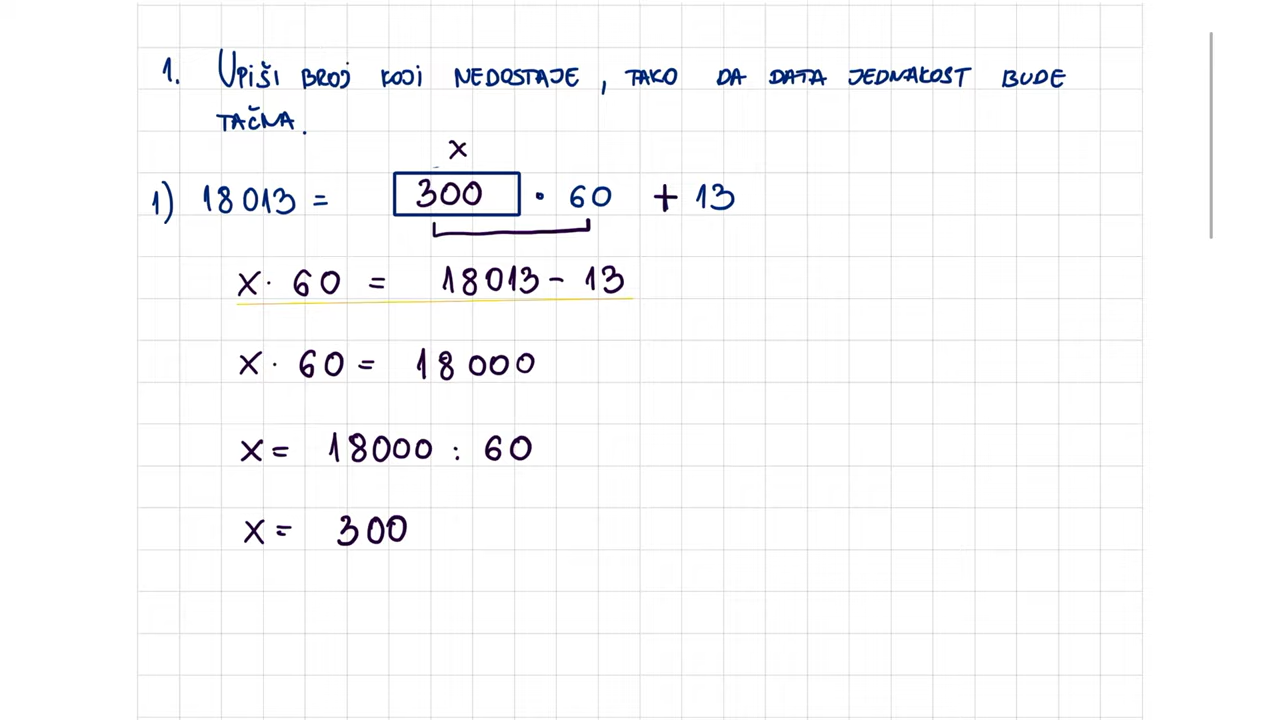 1. Upiši broj koji nedostaje, tako da data jednakost bude
tačna.
x
1) 18013 = 300 · 60 + 13
x · 60 = 18013 - 13
x · 60 = 18000
x = 18000 : 60
x = 300